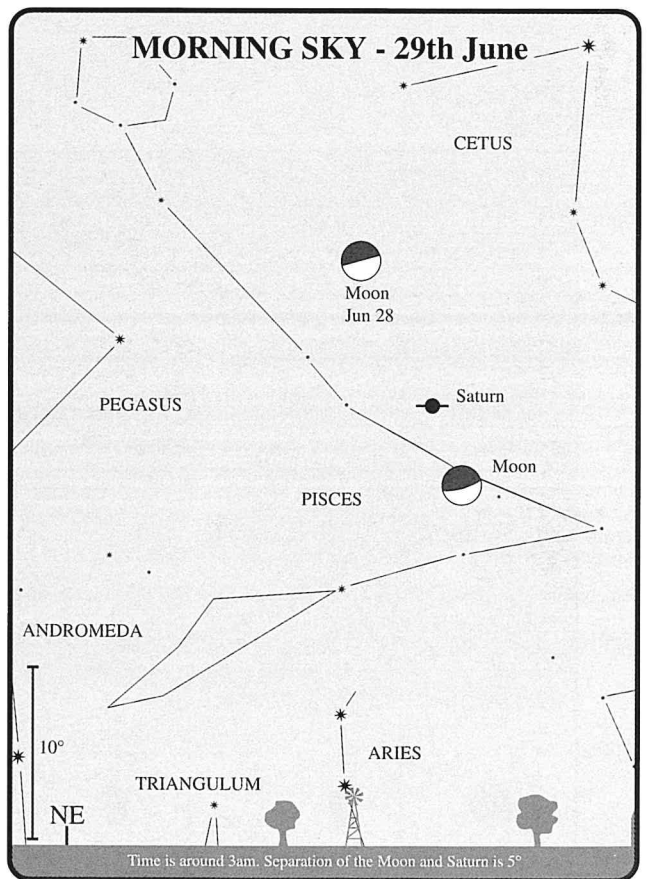 MORNING SKY - 29th June
CETUS
Moon
Jun 28
Saturn
PEGASUS
Moon
PISCES
ANDROMEDA
10°
ARIES
TRIANGULUM
NE
Time is around 3am. Separation of the Moon and Saturn is 5°